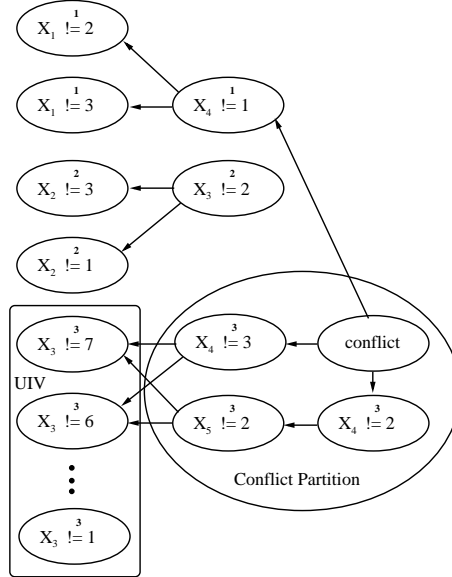 1
X1 != 2
1
X1 != 3
1
X4 != 1
2
X2 != 3
2
X3 != 2
2
X2 != 1
3
X3 != 7
3
X4 != 3
conflict
UIV
3
X3 != 6
3
X5 != 2
3
X4 != 2
Conflict Partition
3
X3 != 1